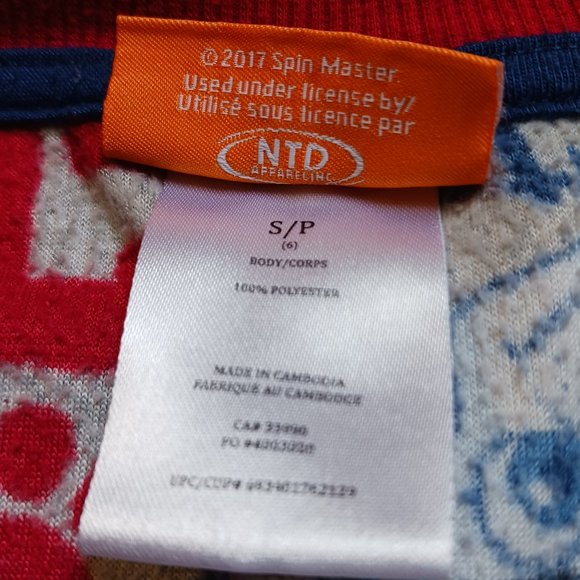 © 2017 Spin Master.
Used under license by/
Utilisé sous licence par
NTD
APPAREL INC.
S/P
(6)
BODY/CORPS
100% POLYESTER
MADE IN CAMBODIA
FABRIQUE AU CAMBODGE
CA#
PO #
UPC/CUP#